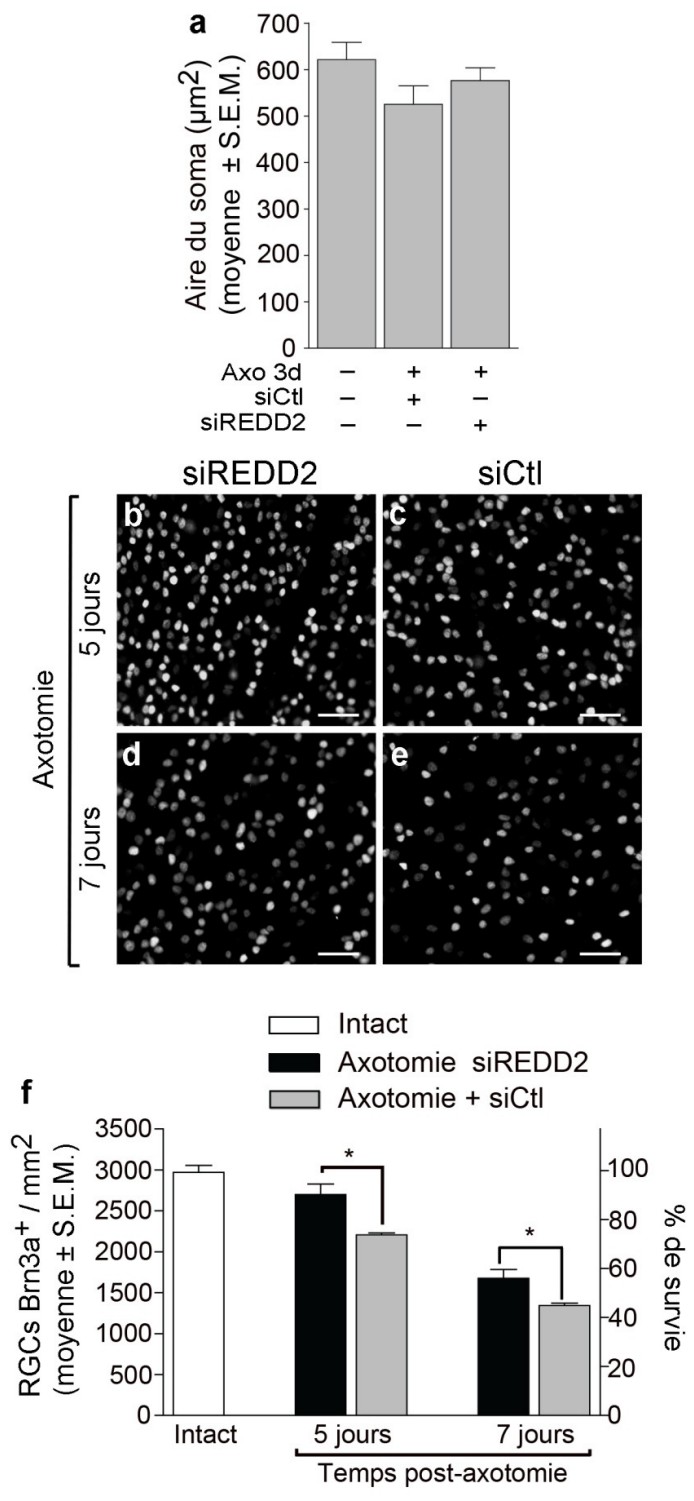 a
Aire du soma (µm2)
(moyenne ± S.E.M.)
700
600
500
400
300
200
100
0
Axo 3d – + +
siCtl – + –
siREDD2 – – +
siREDD2 siCtl
Axotomie
5 jours
b c
7 jours
d e
Intact
Axotomie siREDD2
Axotomie + siCtl
f
RGCs Brn3a+ / mm2
(moyenne ± S.E.M.)
3500
3000
2500
2000
1500
1000
500
0
* *
100
80
60
40
20
0
% de survie
Intact 5 jours 7 jours
Temps post-axotomie